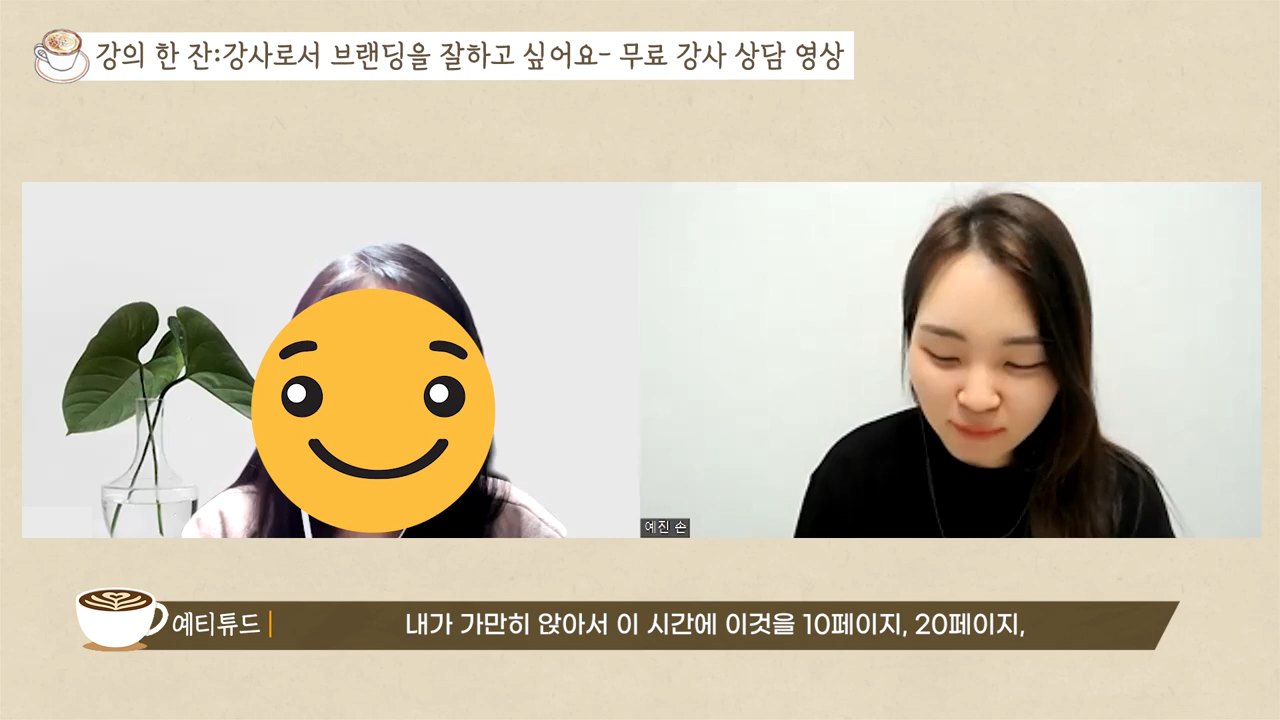 강의 한 잔:강사로서 브랜딩을 잘하고 싶어요- 무료 강사 상담 영상
예진 손
예티튜드
내가 가만히 앉아서 이 시간에 이것을 10페이지, 20페이지,